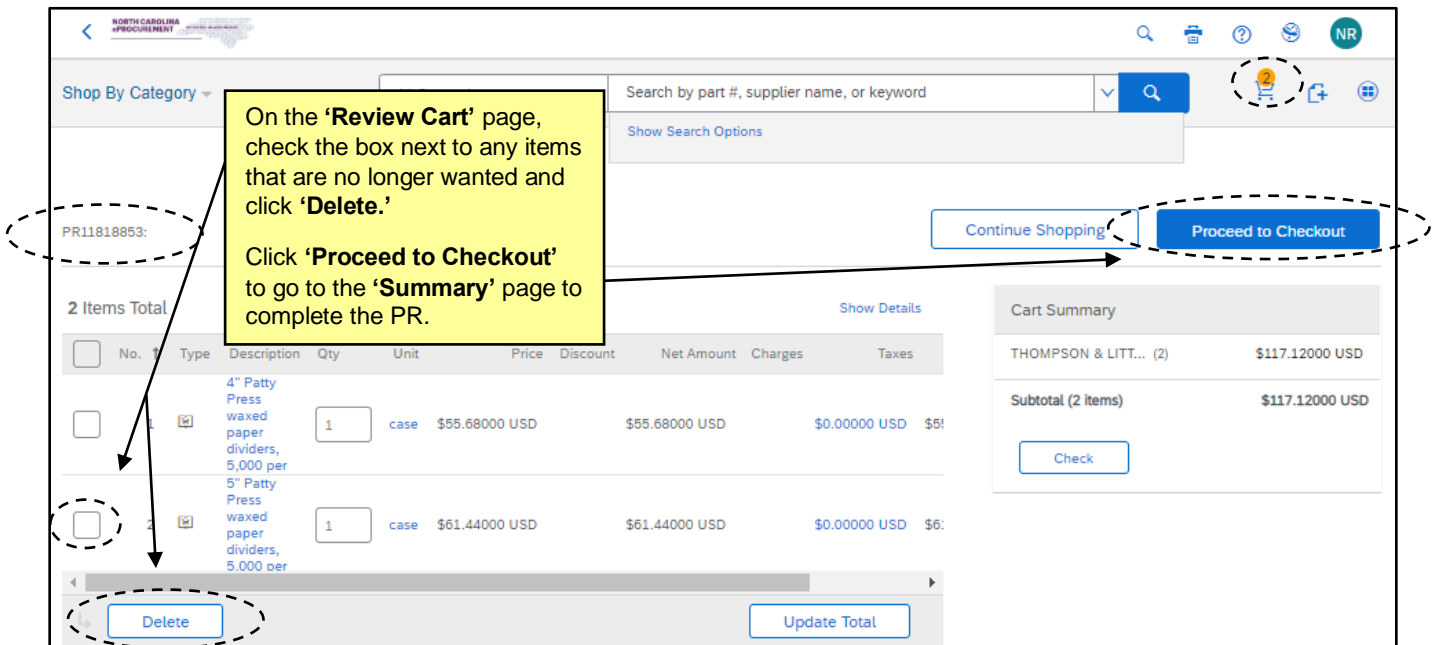 NORTH CAROLINA
ePROCUREMENT
NR
Shop By Category
Search by part #, supplier name, or keyword
2
Show Search Options
On the ‘Review Cart’ page,
check the box next to any items
that are no longer wanted and
click ‘Delete.’
Click ‘Proceed to Checkout’
to go to the ‘Summary’ page to
complete the PR.
PR11818853:
Continue Shopping
Proceed to Checkout
2 Items Total
Show Details
Cart Summary
No. ↑ Type Description Qty Unit Price Discount Net Amount Charges Taxes
THOMPSON & LITT... (2) $117.12000 USD
Subtotal (2 items) $117.12000 USD
Check
4" Patty
Press
waxed
paper
dividers,
5,000 per
1 1 case $55.68000 USD $55.68000 USD $0.00000 USD
5" Patty
Press
waxed
paper
dividers,
5,000 per
2 1 case $61.44000 USD $61.44000 USD $0.00000 USD
Delete
Update Total